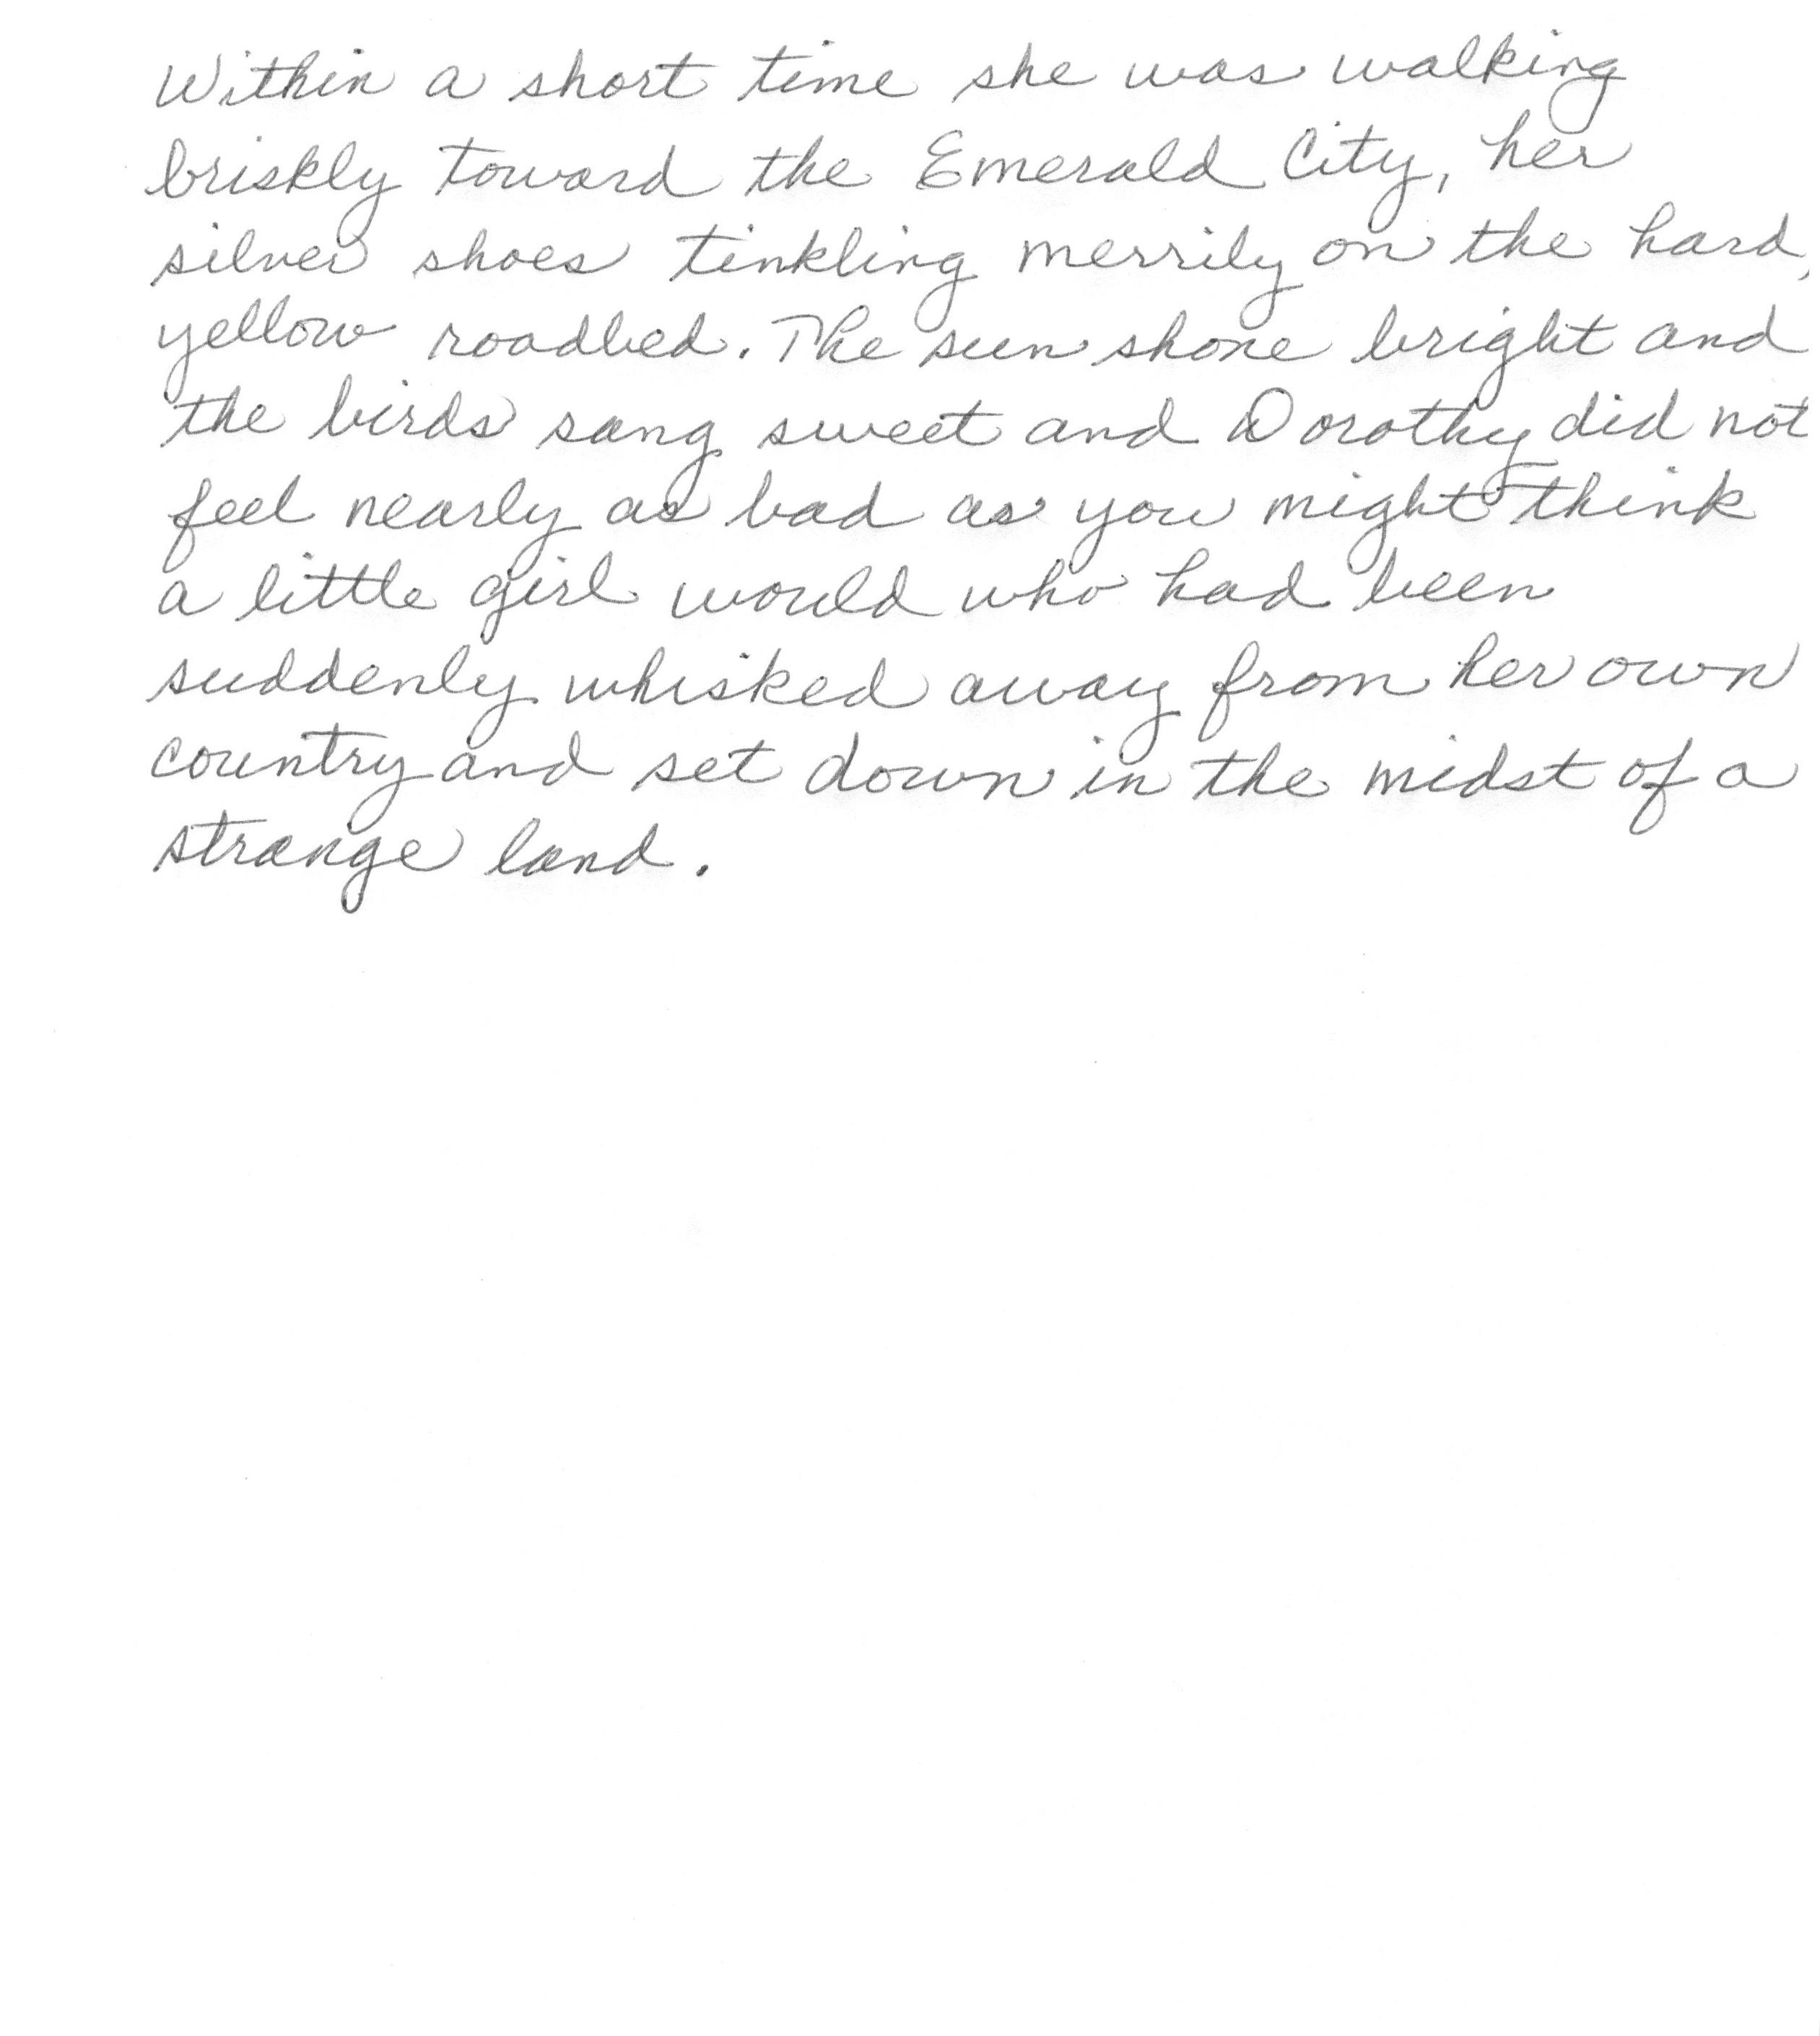 Within a short time she was walking
briskly toward the Emerald City, her
silver shoes tinkling merrily on the hard,
yellow roadbed. The sun shone bright and
the birds sang sweet and Dorothy did not
feel nearly as bad as you might think
a little girl would who had been
suddenly whisked away from her own
country and set down in the midst of a
strange land.